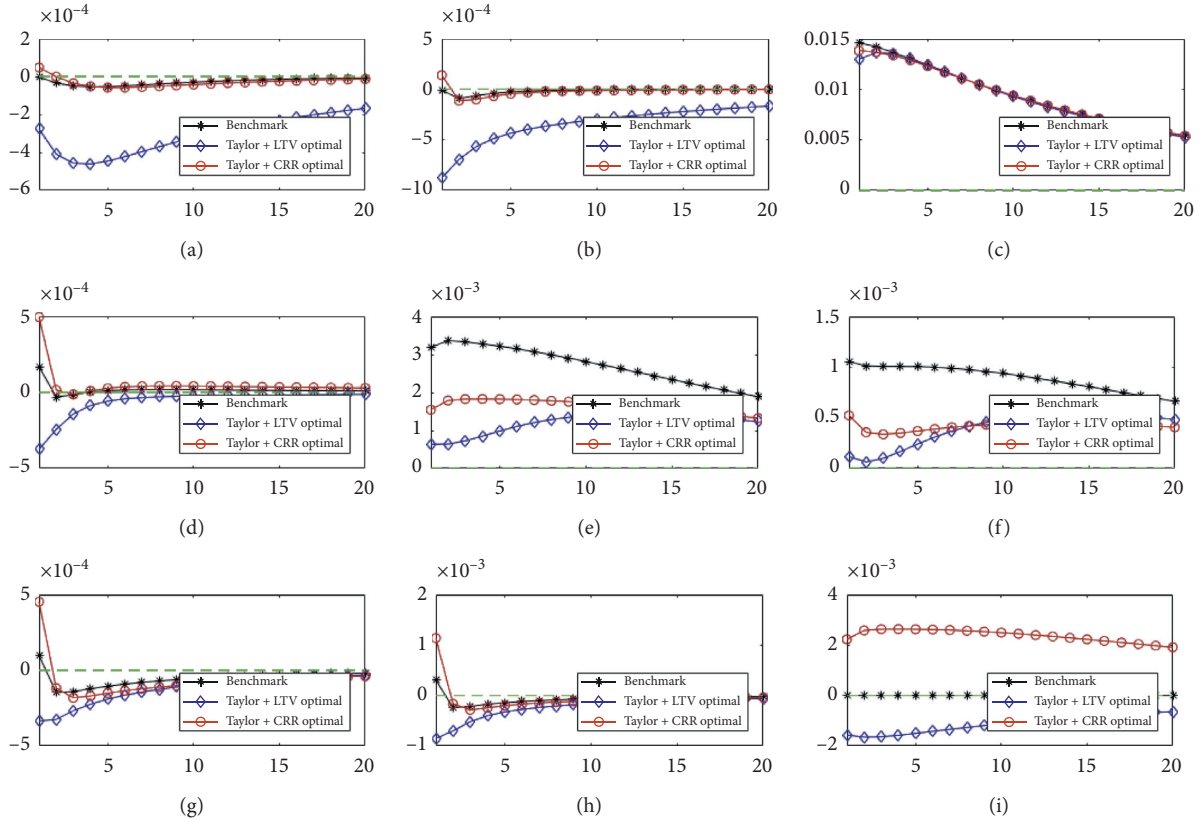 ×10⁻⁴
2
0
−2
−4
−6
5 10 15 20
Benchmark
Taylor + LTV optimal
Taylor + CRR optimal
(a)
×10⁻⁴
5
0
−5
−10
5 10 15 20
Benchmark
Taylor + LTV optimal
Taylor + CRR optimal
(b)
0.015
0.01
0.005
0
5 10 15 20
Benchmark
Taylor + LTV optimal
Taylor + CRR optimal
(c)
×10⁻⁴
5
0
−5
5 10 15 20
Benchmark
Taylor + LTV optimal
Taylor + CRR optimal
(d)
×10⁻³
4
3
2
1
0
5 10 15 20
Benchmark
Taylor + LTV optimal
Taylor + CRR optimal
(e)
×10⁻³
1.5
1
0.5
0
5 10 15 20
Benchmark
Taylor + LTV optimal
Taylor + CRR optimal
(f)
×10⁻⁴
5
0
−5
5 10 15 20
Benchmark
Taylor + LTV optimal
Taylor + CRR optimal
(g)
×10⁻³
2
1
0
−1
5 10 15 20
Benchmark
Taylor + LTV optimal
Taylor + CRR optimal
(h)
×10⁻³
4
2
0
−2
5 10 15 20
Benchmark
Taylor + LTV optimal
Taylor + CRR optimal
(i)